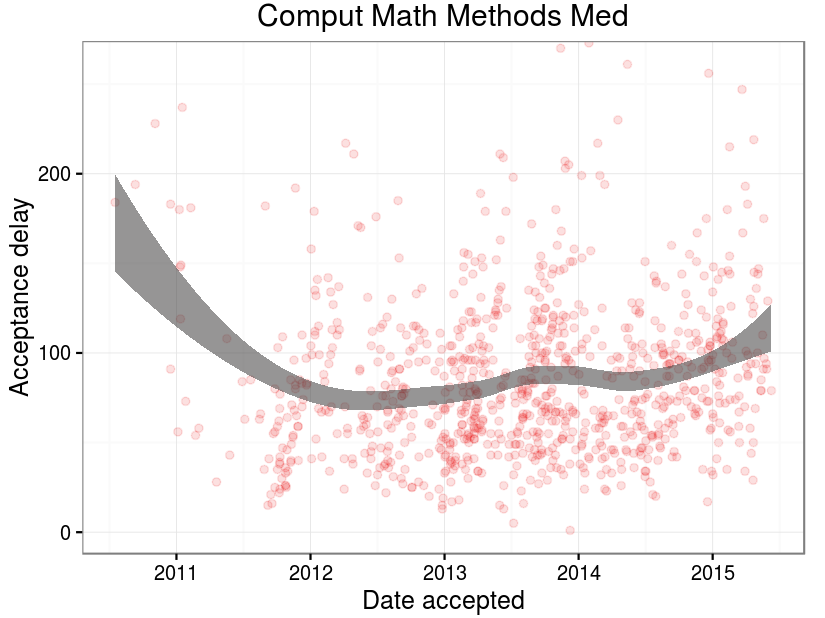 Comput Math Methods Med
Acceptance delay
200
100
0
2011 2012 2013 2014 2015
Date accepted